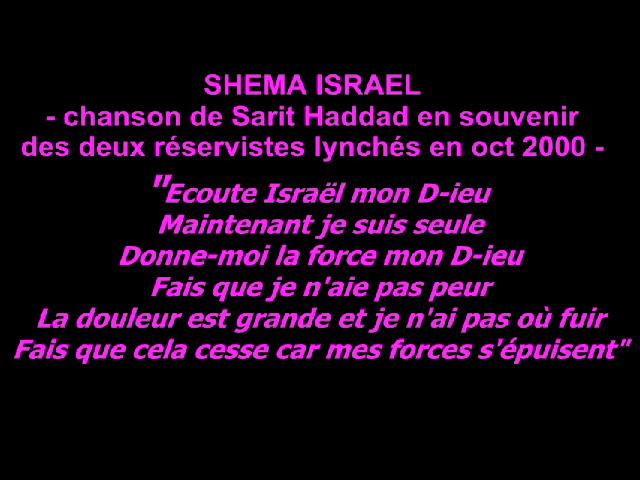 SHEMA ISRAEL
- chanson de Sarit Haddad en souvenir
des deux réservistes lynchés en oct 2000 -
"Ecoute Israël mon D-ieu
Maintenant je suis seule
Donne-moi la force mon D-ieu
Fais que je n'aie pas peur
La douleur est grande et je n'ai pas où fuir
Fais que cela cesse car mes forces s'épuisent"